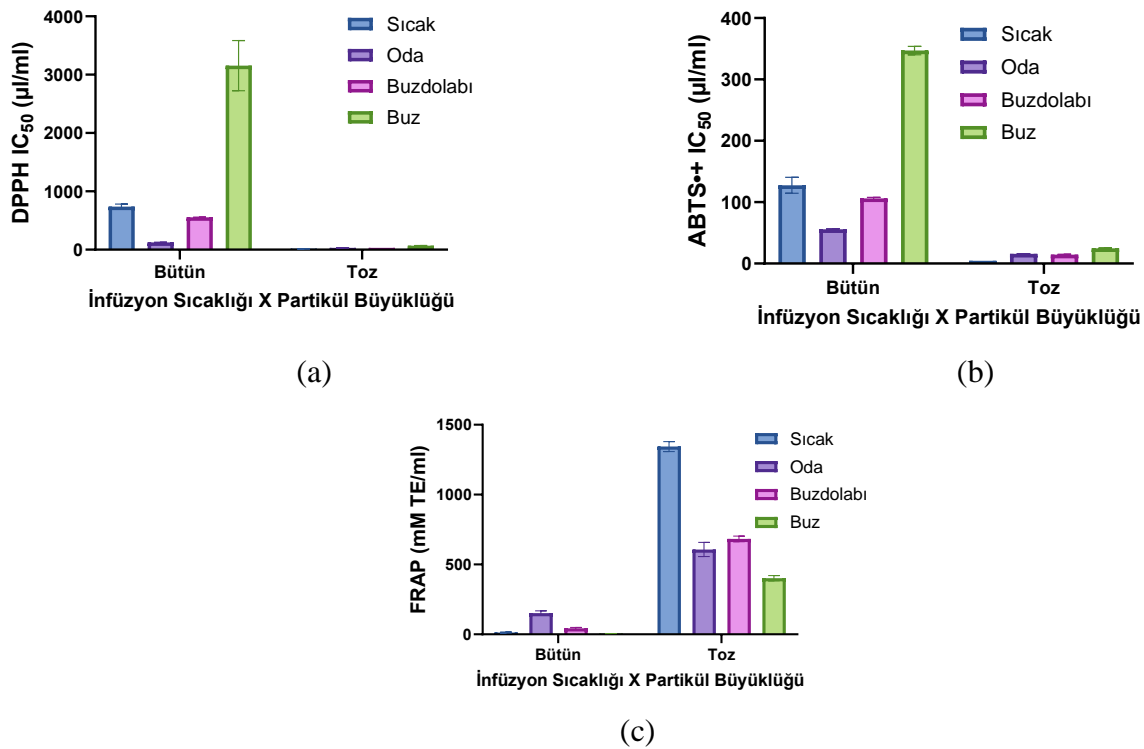 DPPH IC50 (µl/ml)
4000
3000
2000
1000
0
Sıcak
Oda
Buzdolabı
Buz
Bütün
Toz
İnfüzyon Sıcaklığı X Partikül Büyüklüğü
(a)
ABTS•+ IC50 (µl/ml)
400
300
200
100
0
Sıcak
Oda
Buzdolabı
Buz
Bütün
Toz
İnfüzyon Sıcaklığı X Partikül Büyüklüğü
(b)
FRAP (mM TE/ml)
1500
1000
500
0
Sıcak
Oda
Buzdolabı
Buz
Bütün
Toz
İnfüzyon Sıcaklığı X Partikül Büyüklüğü
(c)